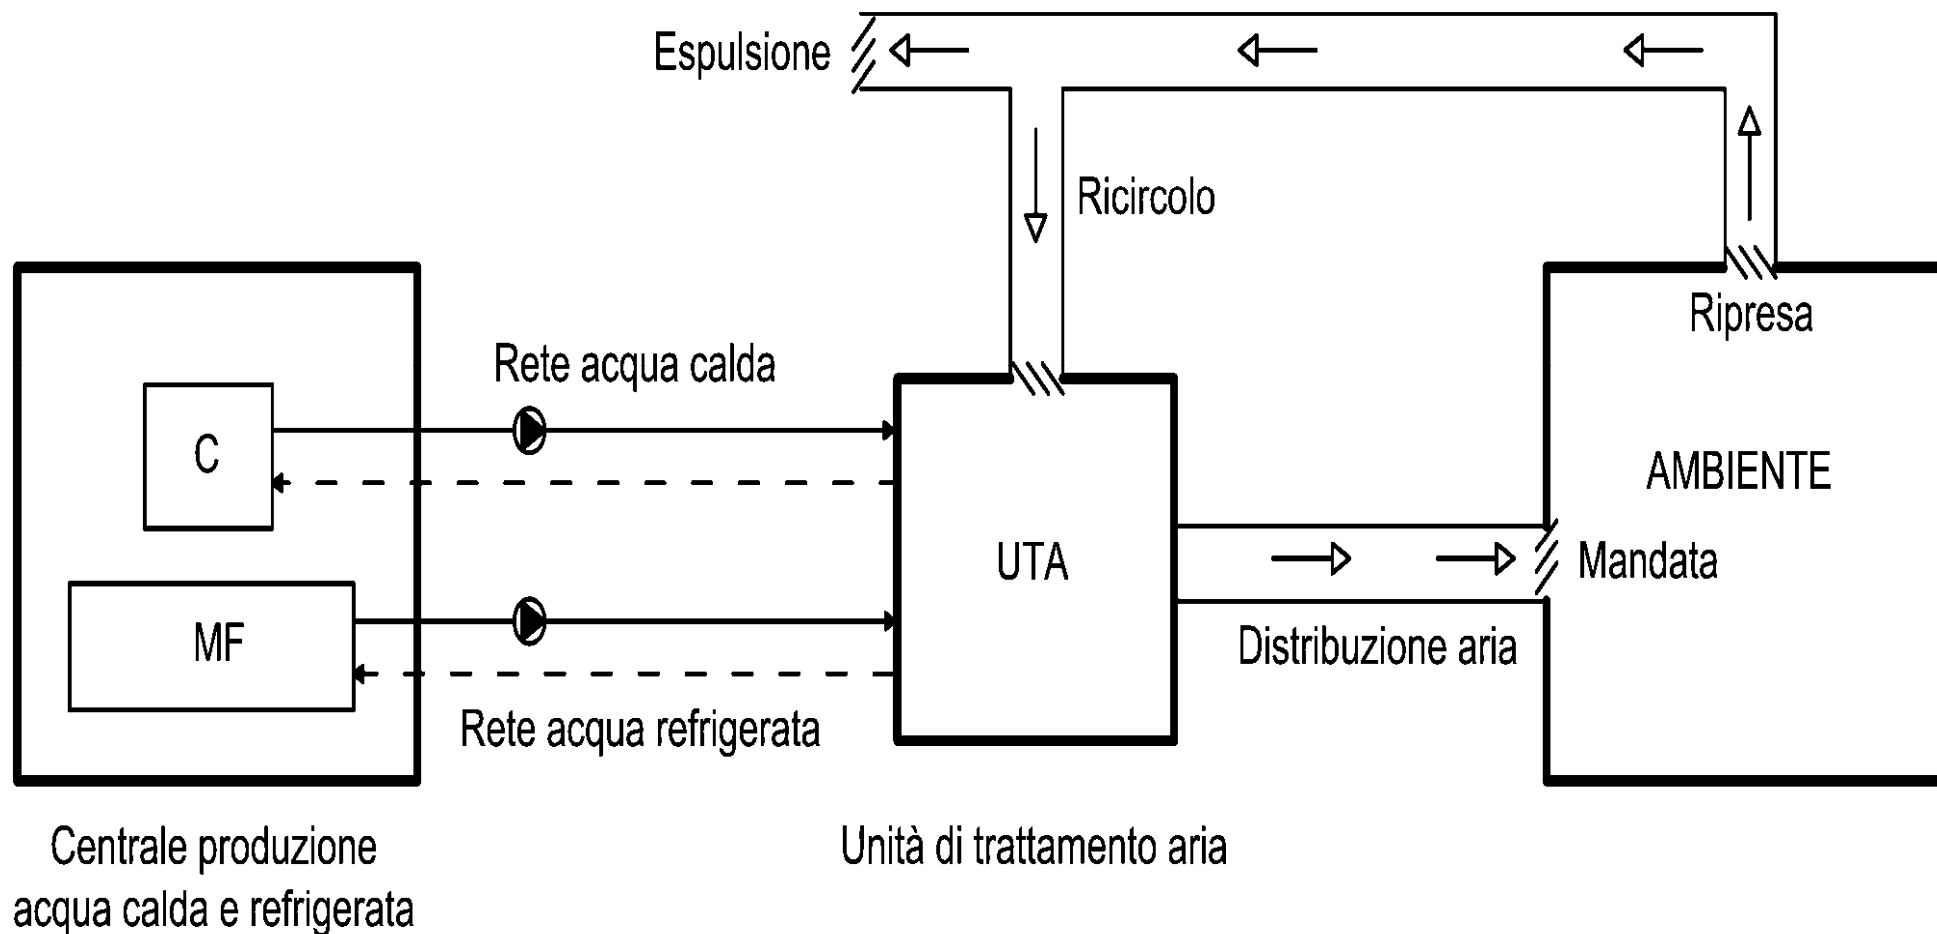 Espulsione
Ricircolo
Ripresa
Rete acqua calda
C
AMBIENTE
UTA
Mandata
MF
Distribuzione aria
Rete acqua refrigerata
Centrale produzione
acqua calda e refrigerata
Unità di trattamento aria